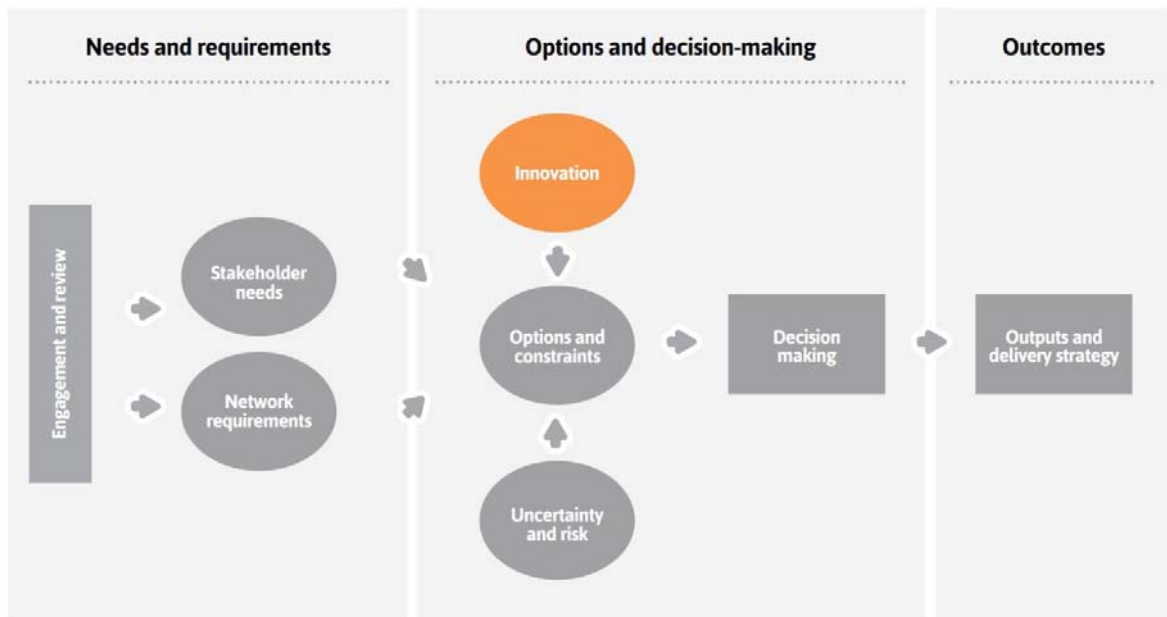 Needs and requirements
Options and decision-making
Outcomes
Engagement and review
Stakeholder
needs
Network
requirements
Innovation
Options and
constraints
Uncertainty
and risk
Decision
making
Outputs and
delivery strategy